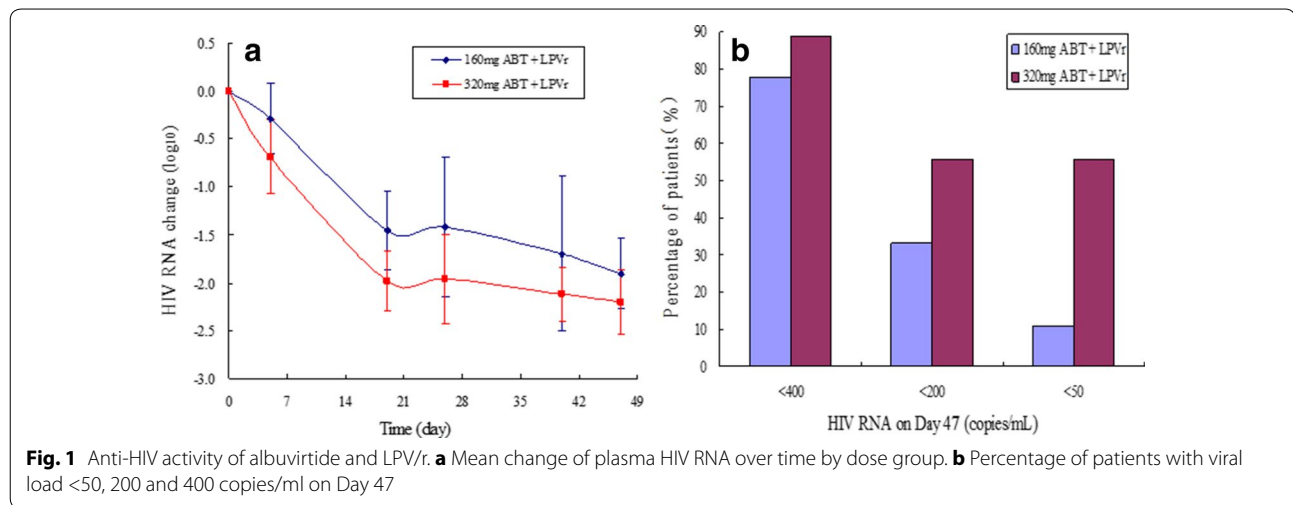 a
160mg ABT + LPVr
320mg ABT + LPVr
HIV RNA change (log10)
0.5
0.0
-0.5
-1.0
-1.5
-2.0
-2.5
-3.0
0 7 14 21 28 35 42 49
Time (day)
b
160mg ABT + LPVr
320mg ABT + LPVr
Percentage of patients (%)
90
80
70
60
50
40
30
20
10
0
<400 <200 <50
HIV RNA on Day 47 (copies/mL)
Fig. 1 Anti-HIV activity of albuvirtide and LPV/r. a Mean change of plasma HIV RNA over time by dose group. b Percentage of patients with viral
load <50, 200 and 400 copies/ml on Day 47